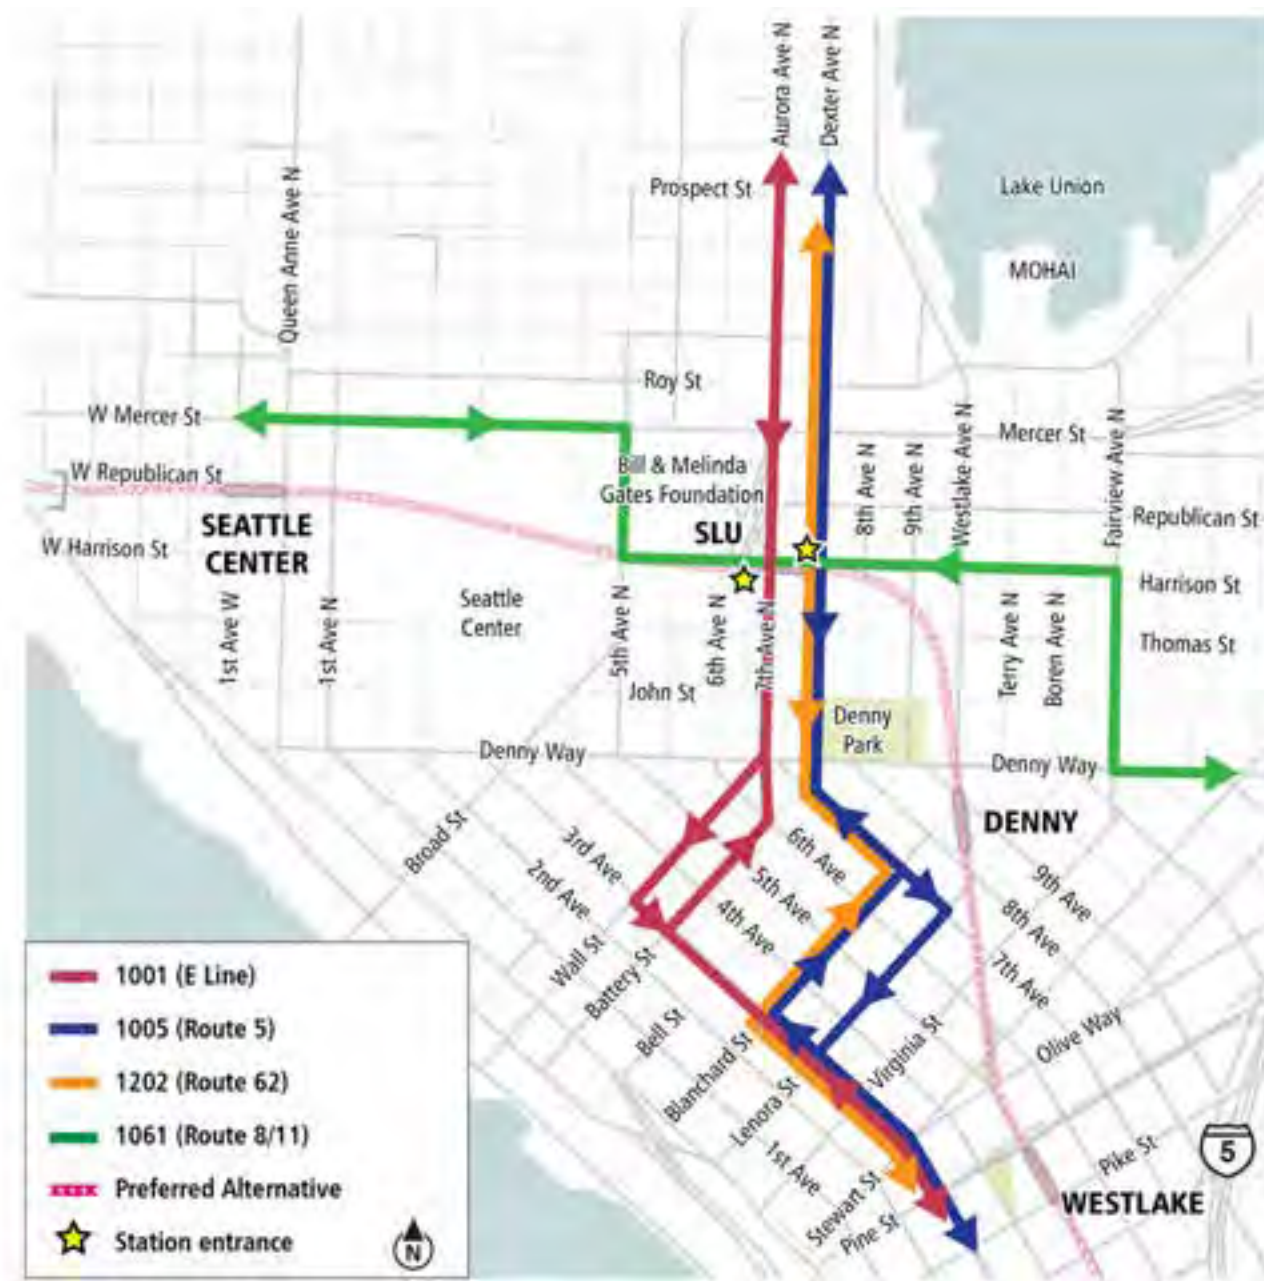 Aurora Ave N
Dexter Ave N
Prospect St
Lake Union
Queen Anne Ave N
MOHAI
Roy St
W Mercer St
Westlake Ave N
Mercer St
Fairview Ave N
W Republican St
Bill & Melinda
Gates Foundation
8th Ave N
9th Ave N
SEATTLE
CENTER
SLU
Republican St
W Harrison St
Harrison St
1st Ave W
1st Ave N
Seattle
Center
5th Ave N
6th Ave N
7th Ave N
Terry Ave N
Boren Ave N
Thomas St
John St
Denny
Park
Denny Way
Denny Way
DENNY
Broad St
3rd Ave
2nd Ave
6th Ave
5th Ave
4th Ave
9th Ave
8th Ave
7th Ave
Wall St
Battery St
Bell St
Blanchard St
Lenora St
Virginia St
Olive Way
1st Ave
Stewart St
Pine St
Pike St
5
WESTLAKE
1001 (E Line)
1005 (Route 5)
1202 (Route 62)
1061 (Route 8/11)
Preferred Alternative
Station entrance
N